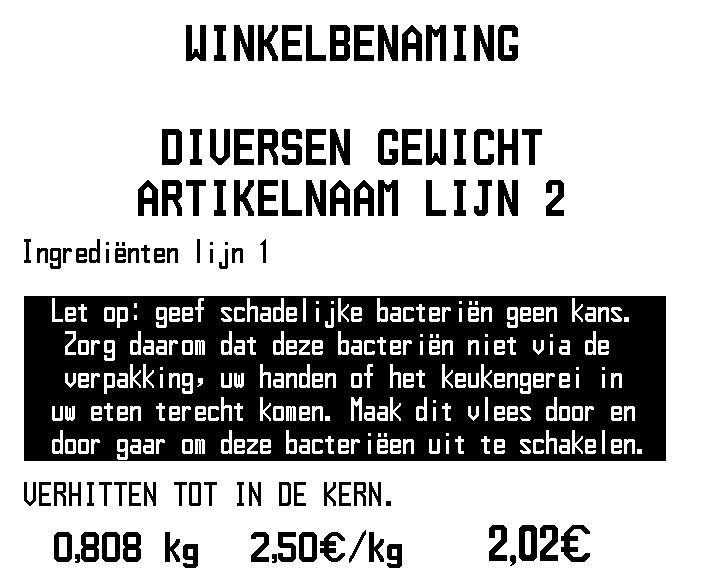 WINKELBENAMING
DIVERSEN GEWICHT
ARTIKELNAAM LIJN 2
Ingrediënten lijn 1
Let op: geef schadelijke bacteriën geen kans.
Zorg daarom dat deze bacteriën niet via de
verpakking, uw handen of het keukengerei in
uw eten terecht komen. Maak dit vlees door en
door gaar om deze bacteriëen uit te schakelen.
VERHITTEN TOT IN DE KERN.
0,808 kg 2,50€/kg 2,02€